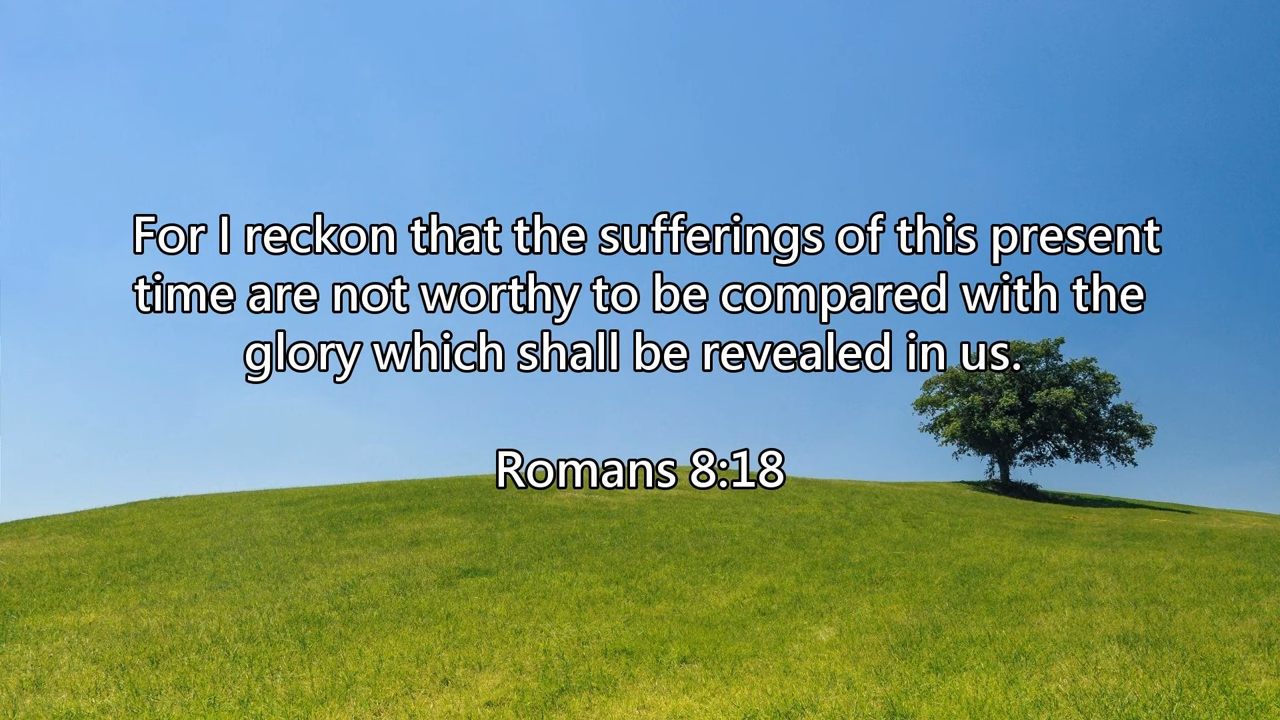 For I reckon that the sufferings of this present
time are not worthy to be compared with the
glory which shall be revealed in us.
Romans 8:18